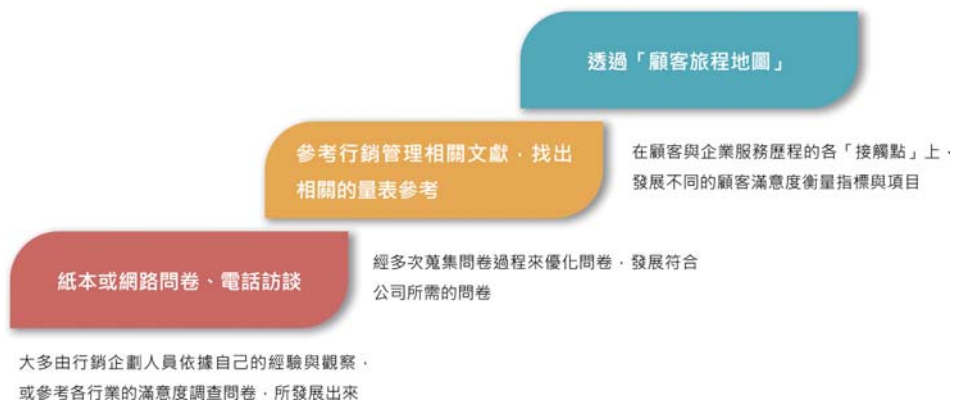 透過「顧客旅程地圖」
參考行銷管理相關文獻，找出
相關的量表參考
在顧客與企業服務歷程的各「接觸點」上，
發展不同的顧客滿意度衡量指標與項目
紙本或網路問卷、電話訪談
經多次蒐集問卷過程來優化問卷，發展符合
公司所需的問卷
大多由行銷企劃人員依據自己的經驗與觀察，
或參考各行業的滿意度調查問卷，所發展出來